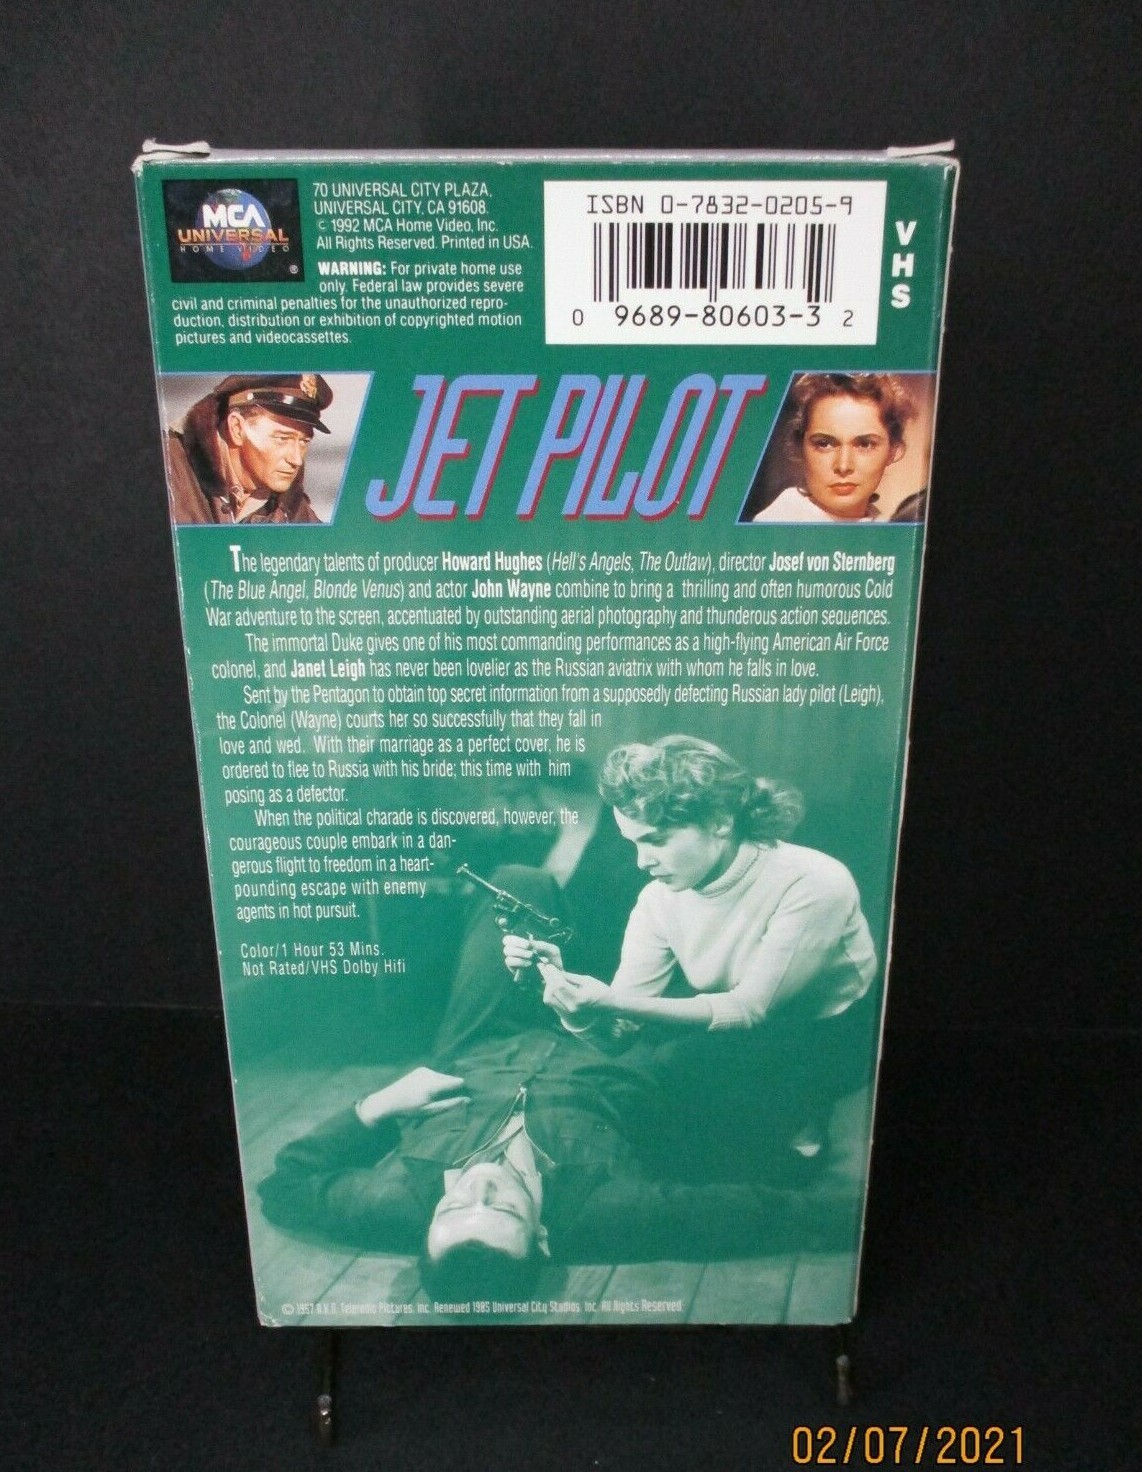 MCA
UNIVERSAL
HOME VIDEO
®
70 UNIVERSAL CITY PLAZA,
UNIVERSAL CITY, CA 91608.
© 1992 MCA Home Video, Inc.
All Rights Reserved. Printed in USA.
WARNING: For private home use
only. Federal law provides severe
civil and criminal penalties for the unauthorized repro-
duction, distribution or exhibition of copyrighted motion
pictures and videocassettes.
ISBN 0-7832-0205-9
0 9689-80603-3 2
VHS
JET PILOT
The legendary talents of producer Howard Hughes (Hell's Angels, The Outlaw), director Josef von Sternberg
(The Blue Angel, Blonde Venus) and actor John Wayne combine to bring a thrilling and often humorous Cold
War adventure to the screen, accentuated by outstanding aerial photography and thunderous action sequences.
The immortal Duke gives one of his most commanding performances as a high-flying American Air Force
colonel, and Janet Leigh has never been lovelier as the Russian aviatrix with whom he falls in love.
Sent by the Pentagon to obtain top secret information from a supposedly defecting Russian lady pilot (Leigh),
the Colonel (Wayne) courts her so successfully that they fall in
love and wed. With their marriage as a perfect cover, he is
ordered to flee to Russia with his bride; this time with him
posing as a defector.
When the political charade is discovered, however, the
courageous couple embark in a dan-
gerous flight to freedom in a heart-
pounding escape with enemy
agents in hot pursuit.
Color/1 Hour 53 Mins.
Not Rated/VHS Dolby Hifi
© 1957 R.K.O. Teleradio Pictures, Inc. Renewed 1985 Universal City Studios, Inc. All Rights Reserved.
02/07/2021